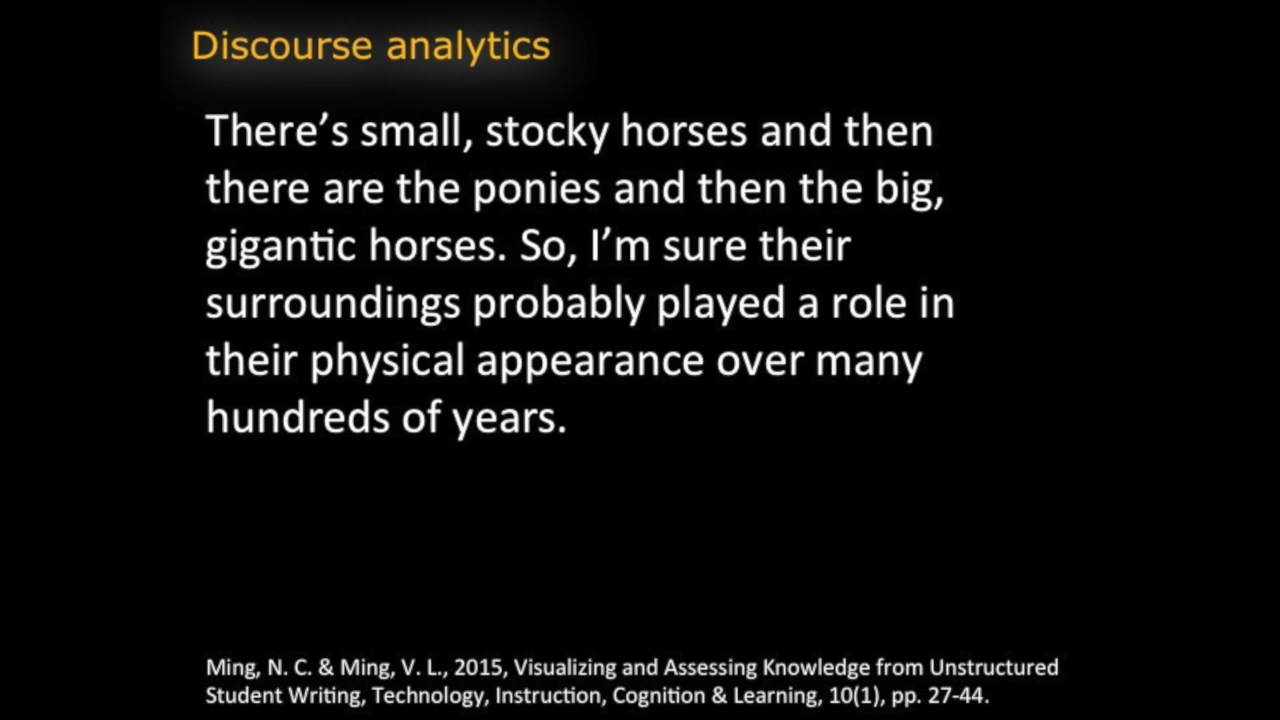 Discourse analytics
There’s small, stocky horses and then
there are the ponies and then the big,
gigantic horses. So, I’m sure their
surroundings probably played a role in
their physical appearance over many
hundreds of years.
Ming, N. C. & Ming, V. L., 2015, Visualizing and Assessing Knowledge from Unstructured
Student Writing, Technology, Instruction, Cognition & Learning, 10(1), pp. 27-44.